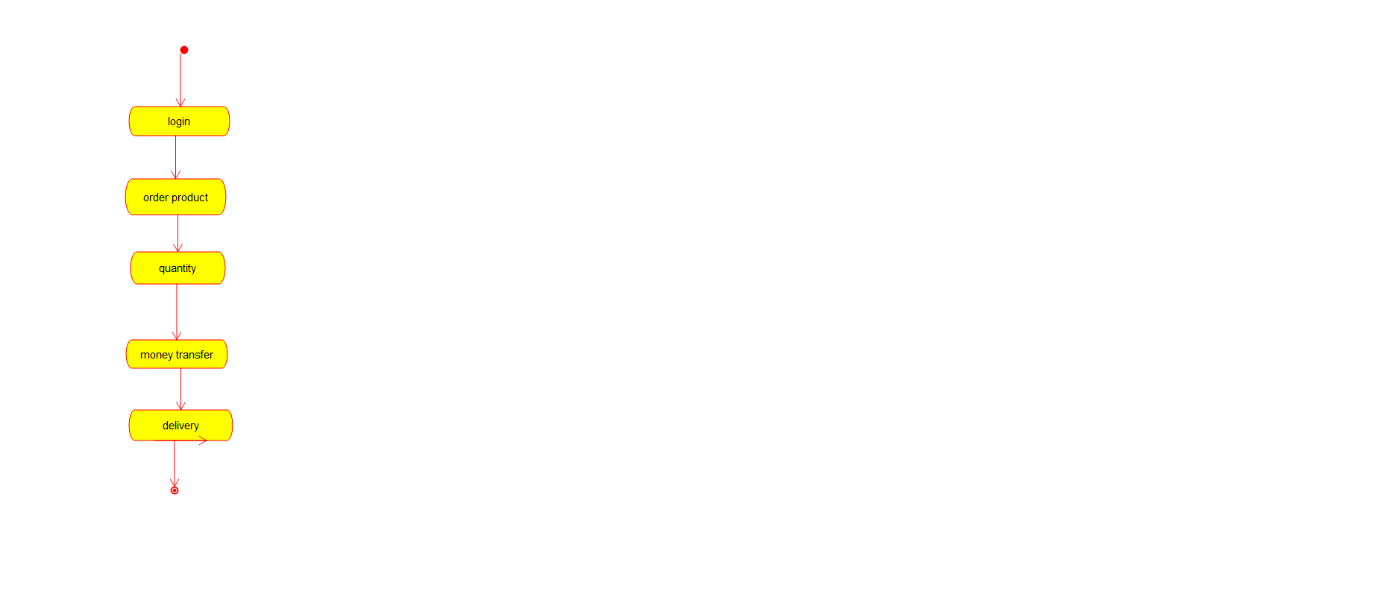 login
order product
quantity
money transfer
delivery